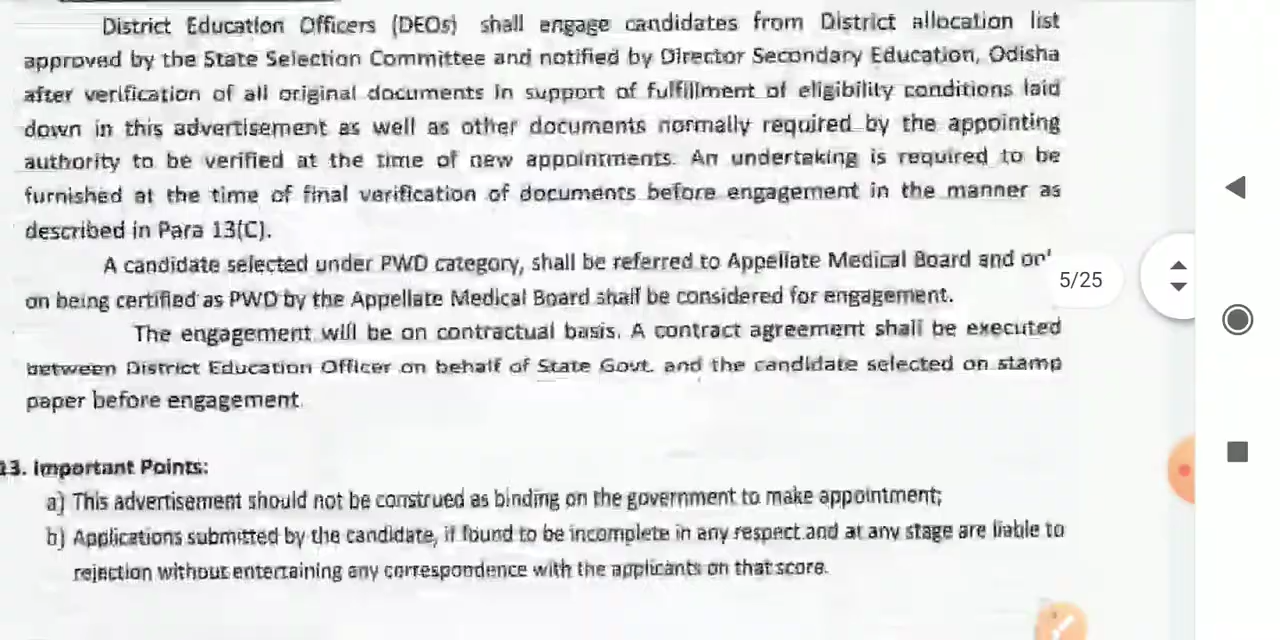 District Education Officers (DEOs) shall engage candidates from District allocation list
approved by the State Selection Committee and notified by Director Secondary Education, Odisha
after verification of all original documents in support of fulfillment of eligibility conditions laid
down in this advertisement as well as other documents normally required by the appointing
authority to be verified at the time of new appointments. An undertaking is required to be
furnished at the time of final verification of documents before engagement in the manner as
described in Para 13(C).
A candidate selected under PWD category, shall be referred to Appellate Medical Board and
on being certified as PWD by the Appellate Medical Board shall be considered for engagement.
5/25
The engagement will be on contractual basis. A contract agreement shall be executed
between District Education Officer on behalf of State Govt. and the candidate selected on stamp
paper before engagement.
13. Important Points:
a) This advertisement should not be construed as binding on the government to make appointment;
b) Applications submitted by the candidate, if found to be incomplete in any respect and at any stage are liable to
rejection without entertaining any correspondence with the applicants on that score.